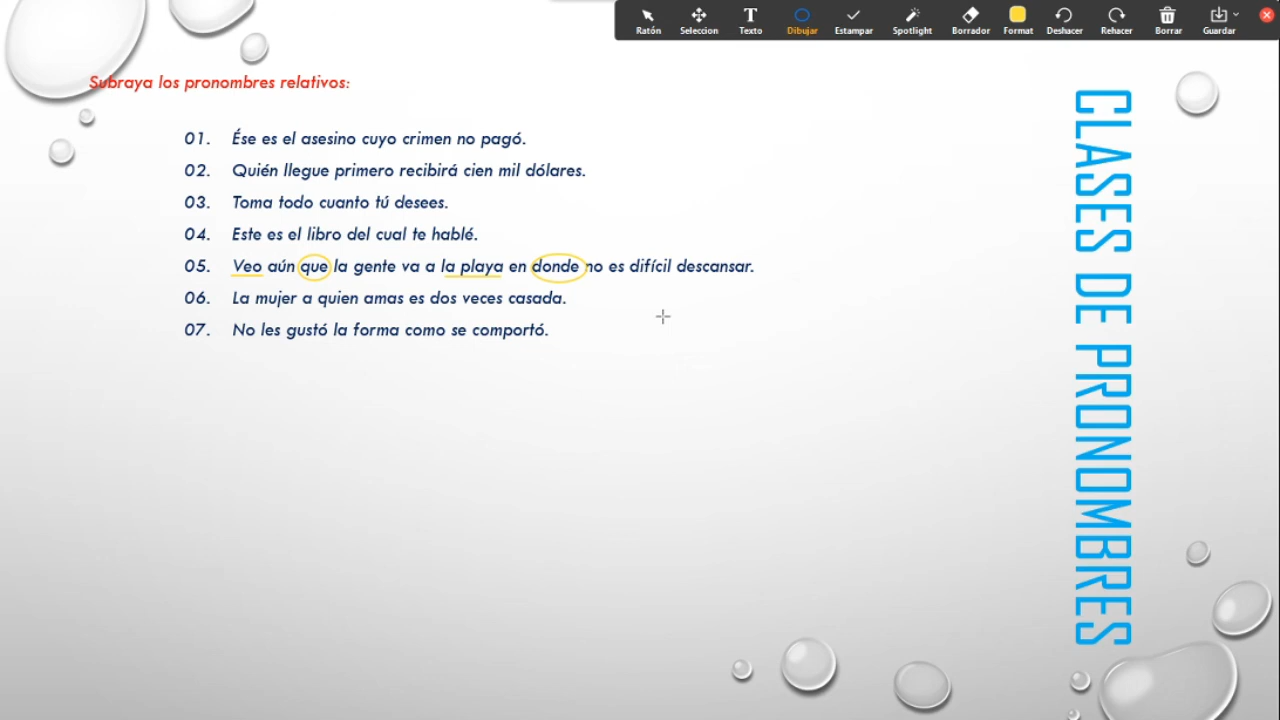 Ratón Seleccion Texto Dibujar Estampar Spotlight Borrador Format Deshacer Rehacer Borrar Guardar
Subraya los pronombres relativos:
01. Ése es el asesino cuyo crimen no pagó.
02. Quién llegue primero recibirá cien mil dólares.
03. Toma todo cuanto tú desees.
04. Este es el libro del cual te hablé.
05. Veo aún que la gente va a la playa en donde no es difícil descansar.
06. La mujer a quien amas es dos veces casada.
07. No les gustó la forma como se comportó.
CLASES DE PRONOMBRES